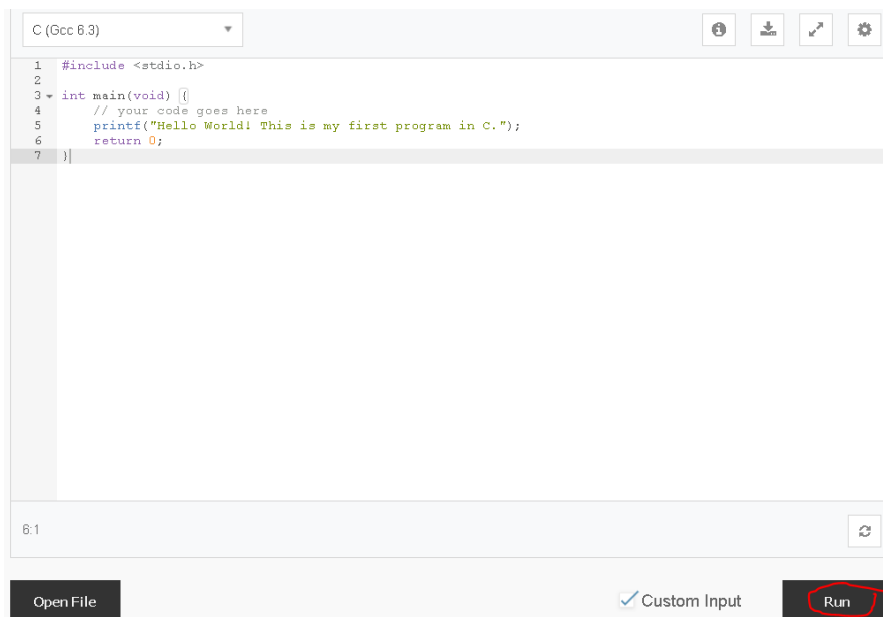 C (Gcc 6.3)
1 #include <stdio.h>
2
3 int main(void) {
4 // your code goes here
5 printf("Hello World! This is my first program in C.");
6 return 0;
7 }
6:1
Open File
Custom Input
Run